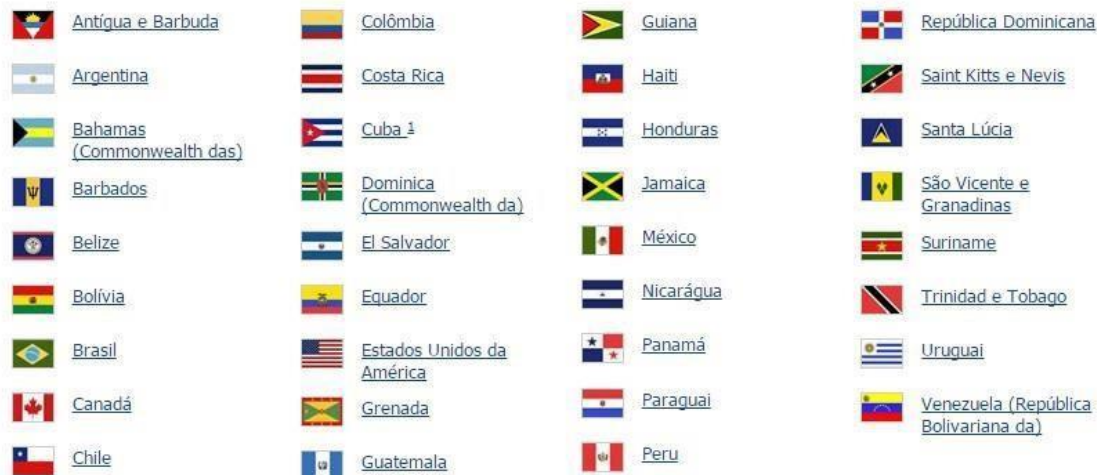 Antígua e Barbuda
Argentina
Bahamas
(Commonwealth das)
Barbados
Belize
Bolívia
Brasil
Canadá
Chile
Colômbia
Costa Rica
Cuba 1
Dominica
(Commonwealth da)
El Salvador
Equador
Estados Unidos da
América
Grenada
Guatemala
Guiana
Haiti
Honduras
Jamaica
México
Nicarágua
Panamá
Paraguai
Peru
República Dominicana
Saint Kitts e Nevis
Santa Lúcia
São Vicente e
Granadinas
Suriname
Trinidad e Tobago
Uruguai
Venezuela (República
Bolivariana da)